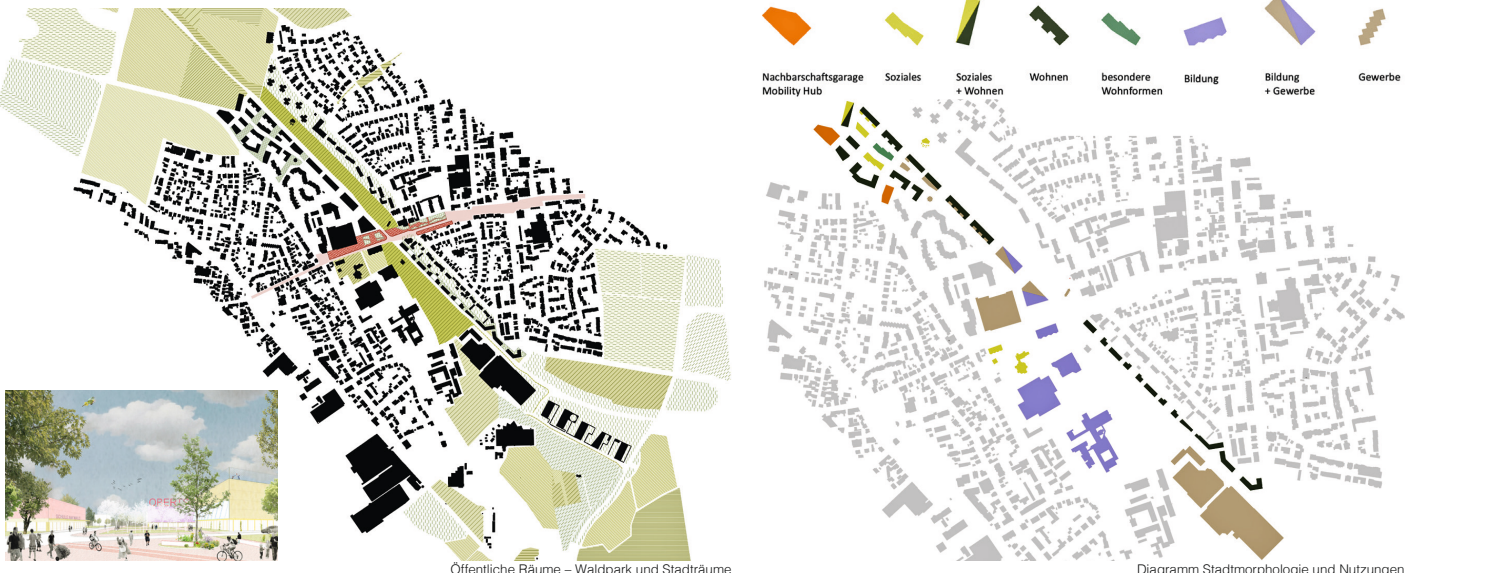 Nachbarschaftsgarage
Mobility Hub
Soziales
Soziales
+ Wohnen
Wohnen
besondere
Wohnformen
Bildung
Bildung
+ Gewerbe
Gewerbe
Öffentliche Räume – Waldpark und Stadträume
Diagramm Stadtmorphologie und Nutzungen